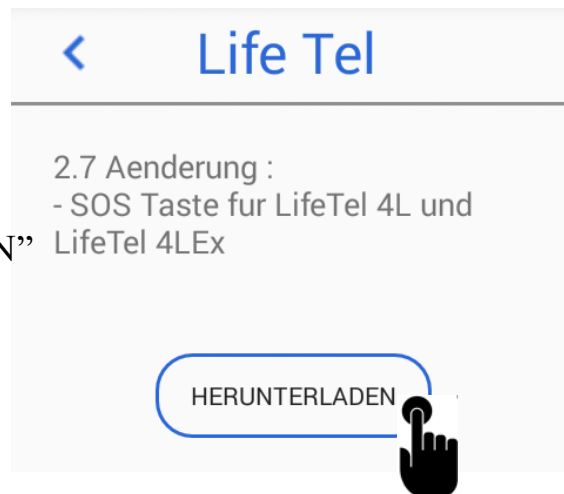 Life Tel
2.7 Aenderung :
- SOS Taste fur LifeTel 4L und
N” LifeTel 4LEx
HERUNTERLADEN